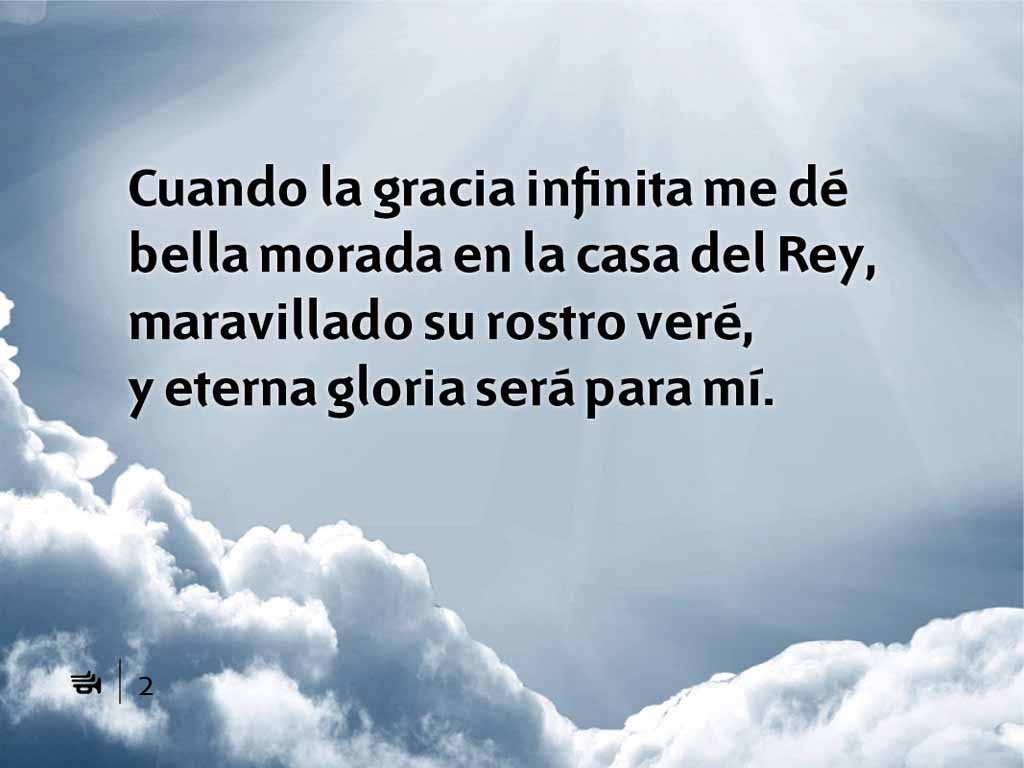 Cuando la gracia infinita me dé
bella morada en la casa del Rey,
maravillado su rostro veré,
y eterna gloria será para mí.
2